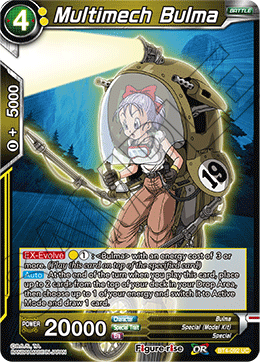 BATTLE
4 Multimech Bulma
0 + 5000
19
EX-Evolve 1 : <Bulma> with an energy cost of 3 or
more. (Play this card on top of the specified card)
Auto As the end of the turn when you play this card, place
up to 2 cards from the top of your deck in your Drop Area,
then choose up to 1 of your energy and switch it to Active
Mode and draw 1 card.
Bulma
Character
Special (Model Kit)
Special Trait
Special (Model Kit)
Era
POWER 20000
Figure-rise